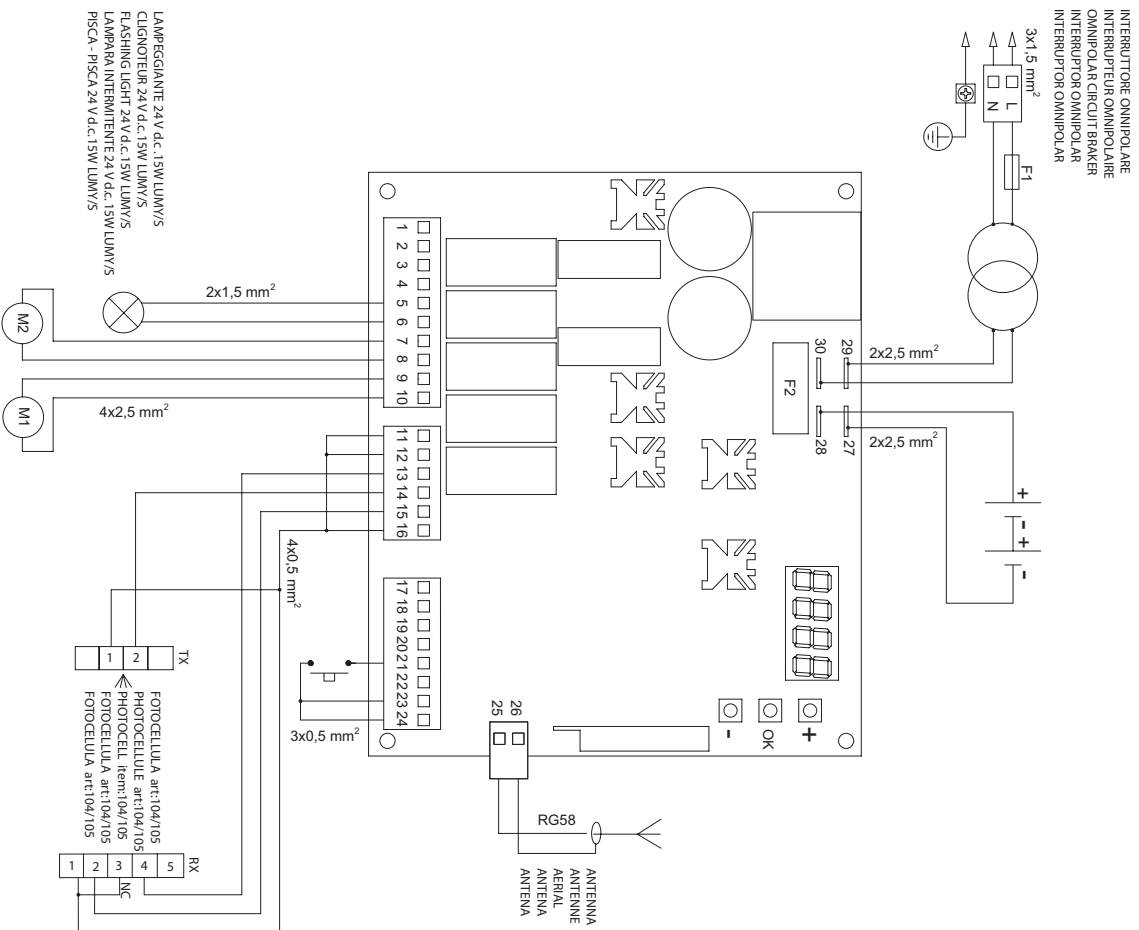 INTERRUTTORE ONNIPOLARE
INTERRUPTEUR OMNIPOLAIRE
OMNIPOLAR CIRCUIT BRAKER
INTERRUPTOR OMNIPOLAR
INTERRUPTOR OMNIPOLAR
3x1,5 mm²
L
N
F1
LAMPEGGIANTE 24 V d.c. 15W LUMY/S
CLIGNOTEUR 24 V d.c. 15W LUMY/S
FLASHING LIGHT 24 V d.c. 15W LUMY/S
LAMPARA INTERMITENTE 24 V d.c. 15W LUMY/S
PISCA - PISCA 24 V d.c. 15W LUMY/S
2x1,5 mm²
M2
M1
4x2,5 mm²
1
2
3
4
5
6
7
8
9
10
11
12
13
14
15
16
17
18
19
20
21
22
23
24
F2
30
29
28
27
2x2,5 mm²
2x2,5 mm²
+
-
+
-
+
OK
-
25
26
RG58
ANTENNA
ANTENNE
AERIAL
ANTENA
ANTENA
4x0,5 mm²
3x0,5 mm²
TX
1
2
FOTOCELLULA art:104/105
PHOTOCELLULE art:104/105
PHOTOCELL item:104/105
FOTOCELLULA art:104/105
FOTOCELULA art:104/105
RX
1
2
3
4
5
NC